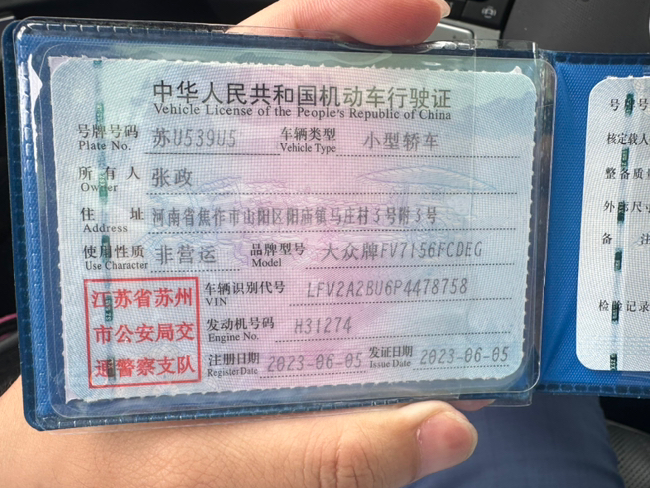 中华人民共和国机动车行驶证
Vehicle License of the People's Republic of China
号牌号码 苏U539U5 车辆类型 小型轿车
Plate No. Vehicle Type
所有人 张政
Owner
住址 河南省焦作市山阳区阳庙镇马庄村3号附3号
Address
使用性质 非营运 品牌型号 大众牌FV7156FCDEG
Use Character Model
江苏省苏州
市公安局交
通警察支队
车辆识别代号 LFV2A2BU6P4478758
VIN
发动机号码 H31274
Engine No.
注册日期 2023-06-05 发证日期 2023-06-05
Register Date Issue Date
号牌号
核定载人
整备质量
外廓尺寸
备注
检验记录